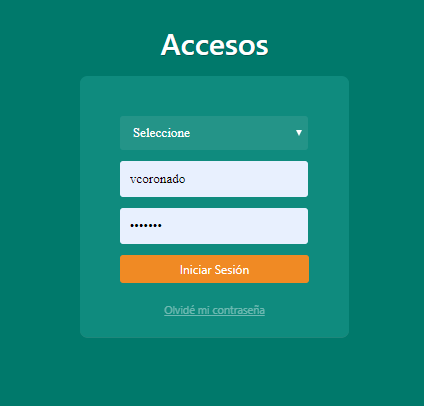 Accesos
Seleccione
vcoronado
•••••••
Iniciar Sesión
Olvidé mi contraseña